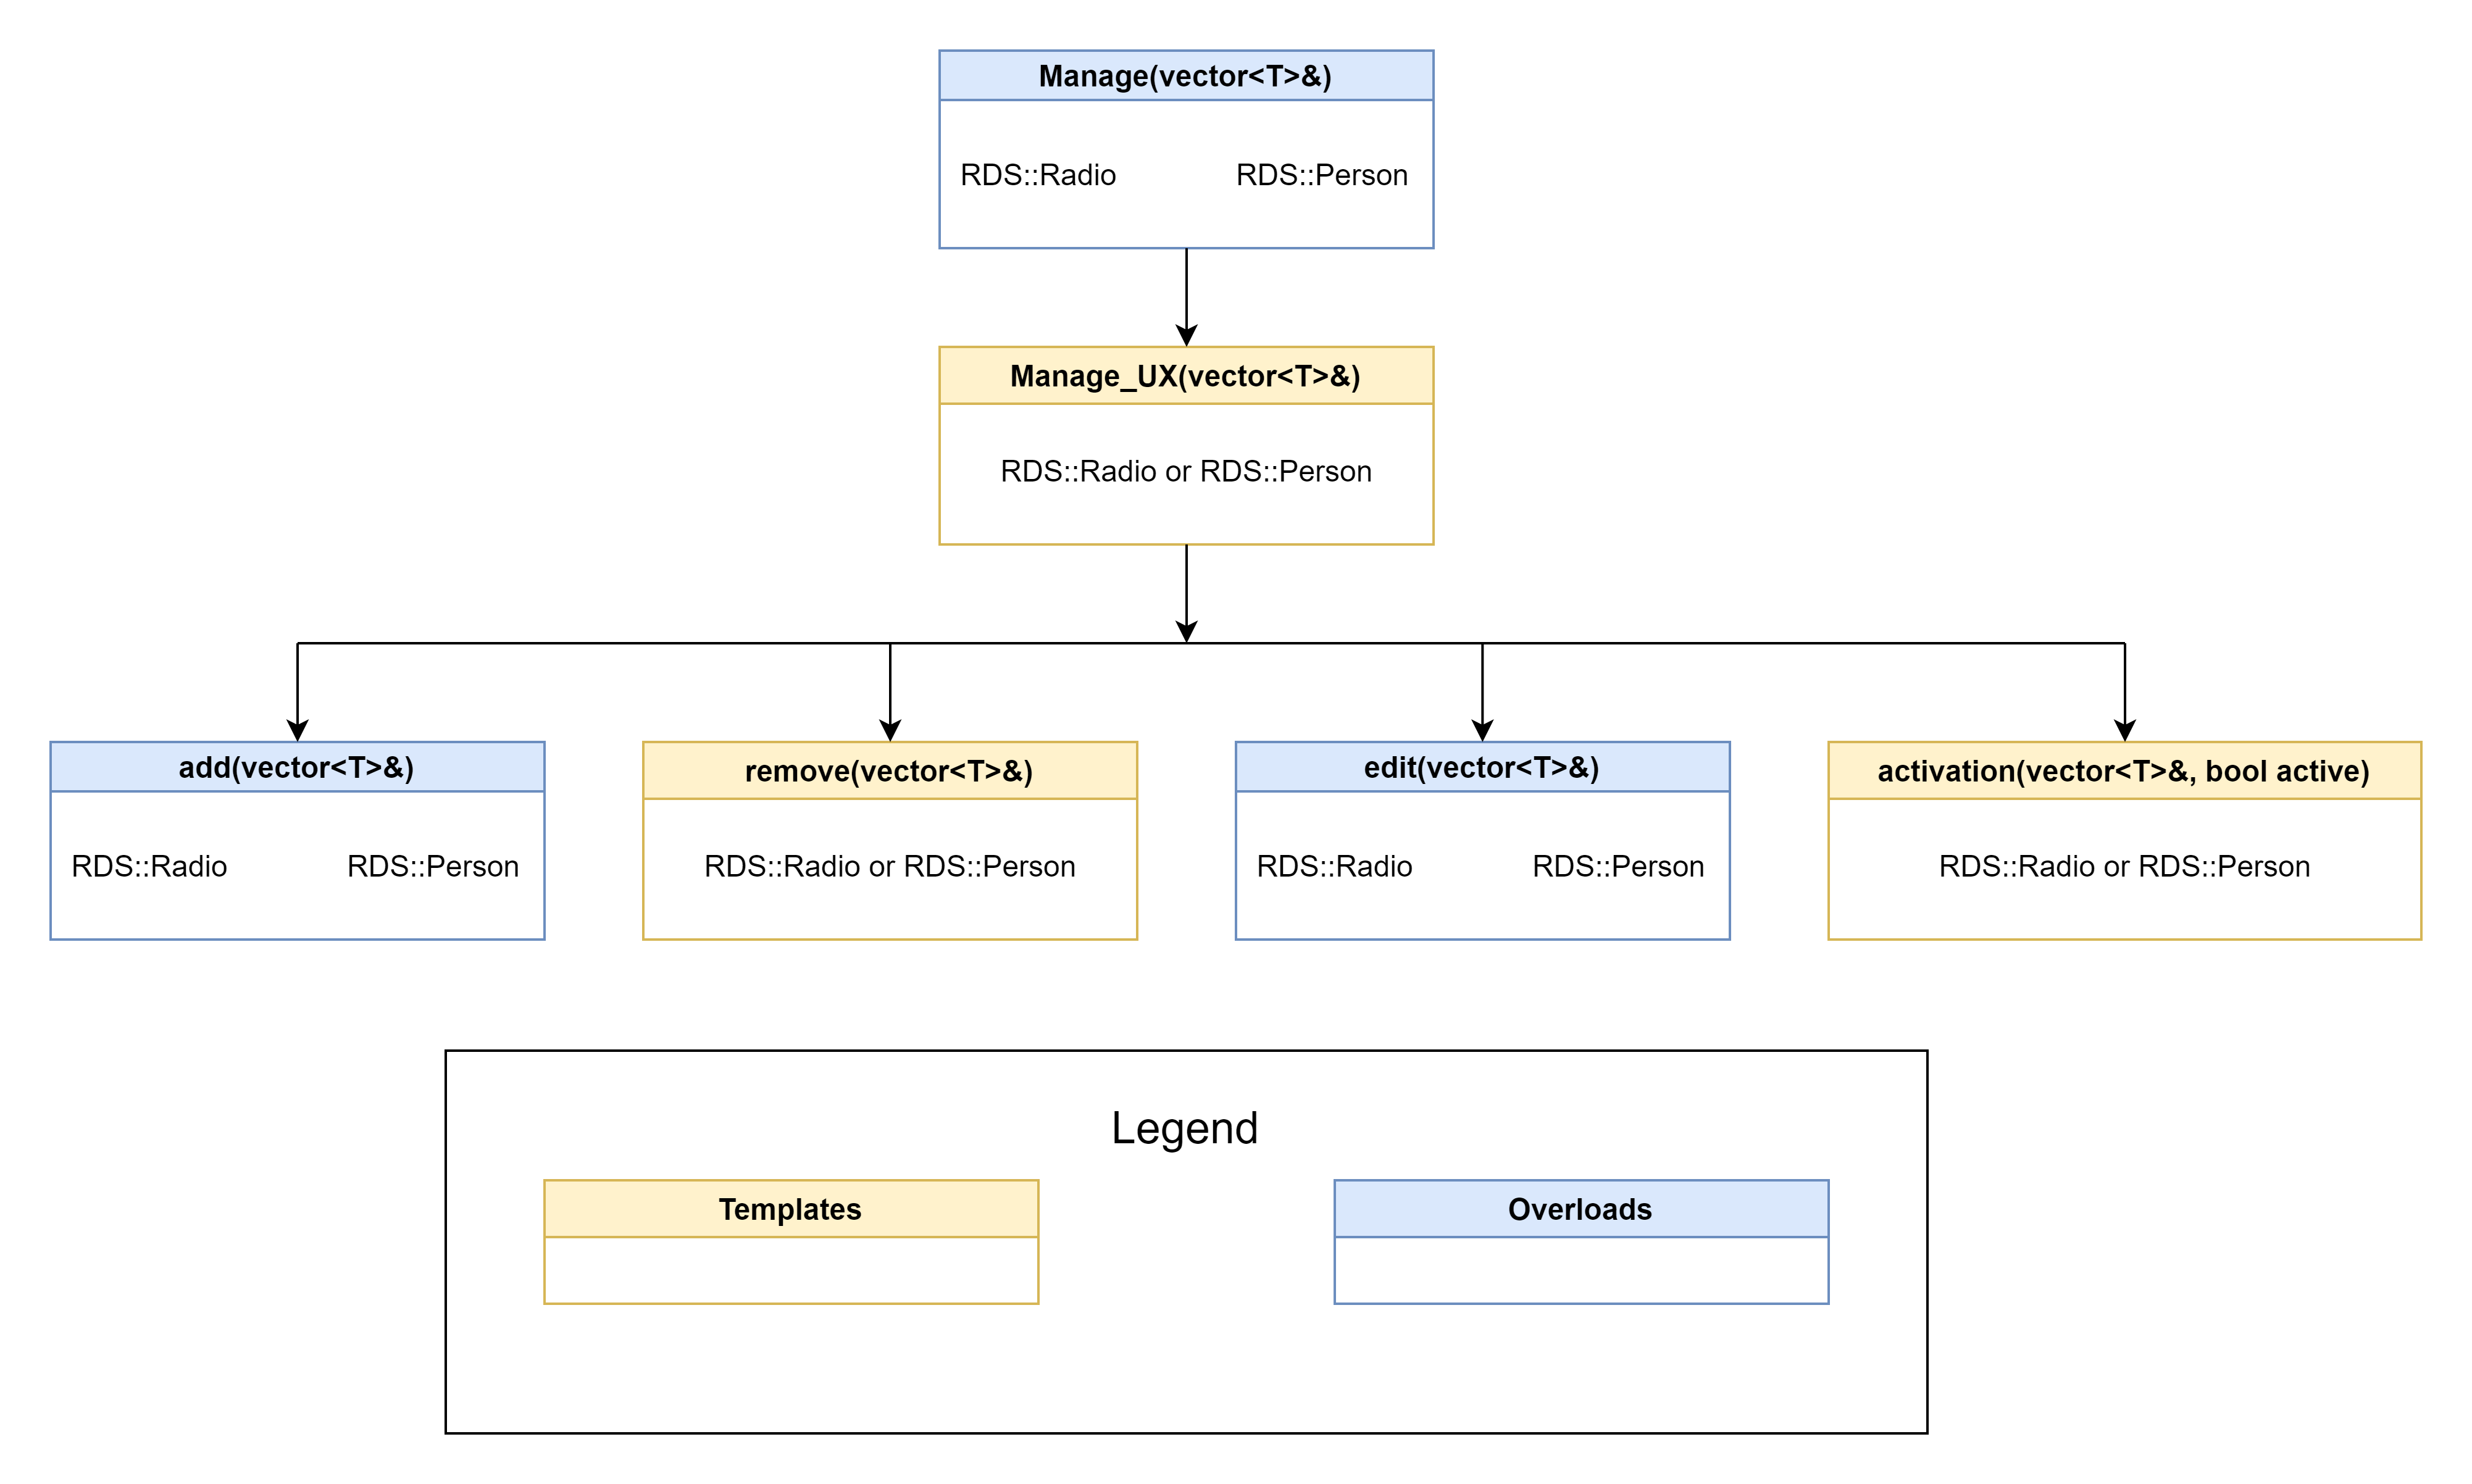 Manage(vector<T>&)
RDS::Radio
RDS::Person
Manage_UX(vector<T>&)
RDS::Radio or RDS::Person
add(vector<T>&)
RDS::Radio
RDS::Person
remove(vector<T>&)
RDS::Radio or RDS::Person
edit(vector<T>&)
RDS::Radio
RDS::Person
activation(vector<T>&, bool active)
RDS::Radio or RDS::Person
Legend
Templates
Overloads